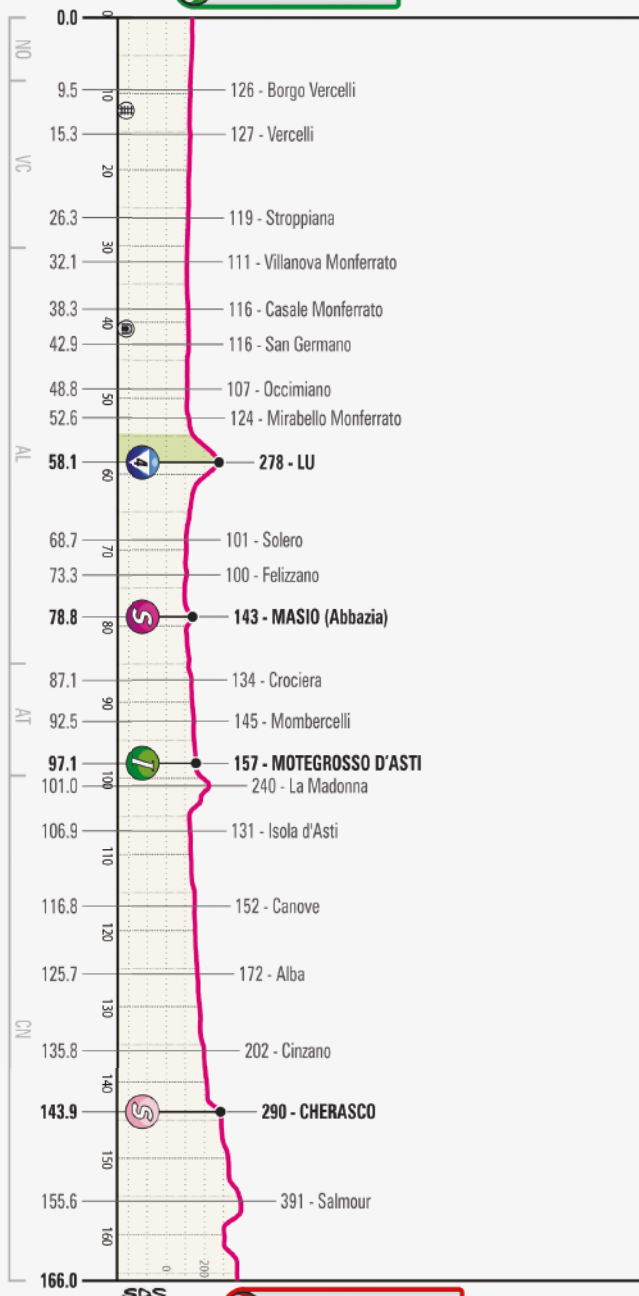 0.0
0
NO
9.5 126 - Borgo Vercelli
10
15.3 127 - Vercelli
VC
20
26.3 119 - Stroppiana
30
32.1 111 - Villanova Monferrato
38.3 116 - Casale Monferrato
40
42.9 116 - San Germano
48.8 107 - Occimiano
50
52.6 124 - Mirabello Monferrato
AL
58.1 4 278 - LU
60
68.7 101 - Solero
70
73.3 100 - Felizzano
78.8 S 143 - MASIO (Abbazia)
80
87.1 134 - Crociera
90
AT
92.5 145 - Mombercelli
97.1 I 157 - MOTEGROSSO D'ASTI
100
101.0 240 - La Madonna
106.9 131 - Isola d'Asti
110
116.8 152 - Canove
120
125.7 172 - Alba
130
CN
135.8 202 - Cinzano
140
143.9 S 290 - CHERASCO
150
155.6 391 - Salmour
160
0 200
166.0
SDS